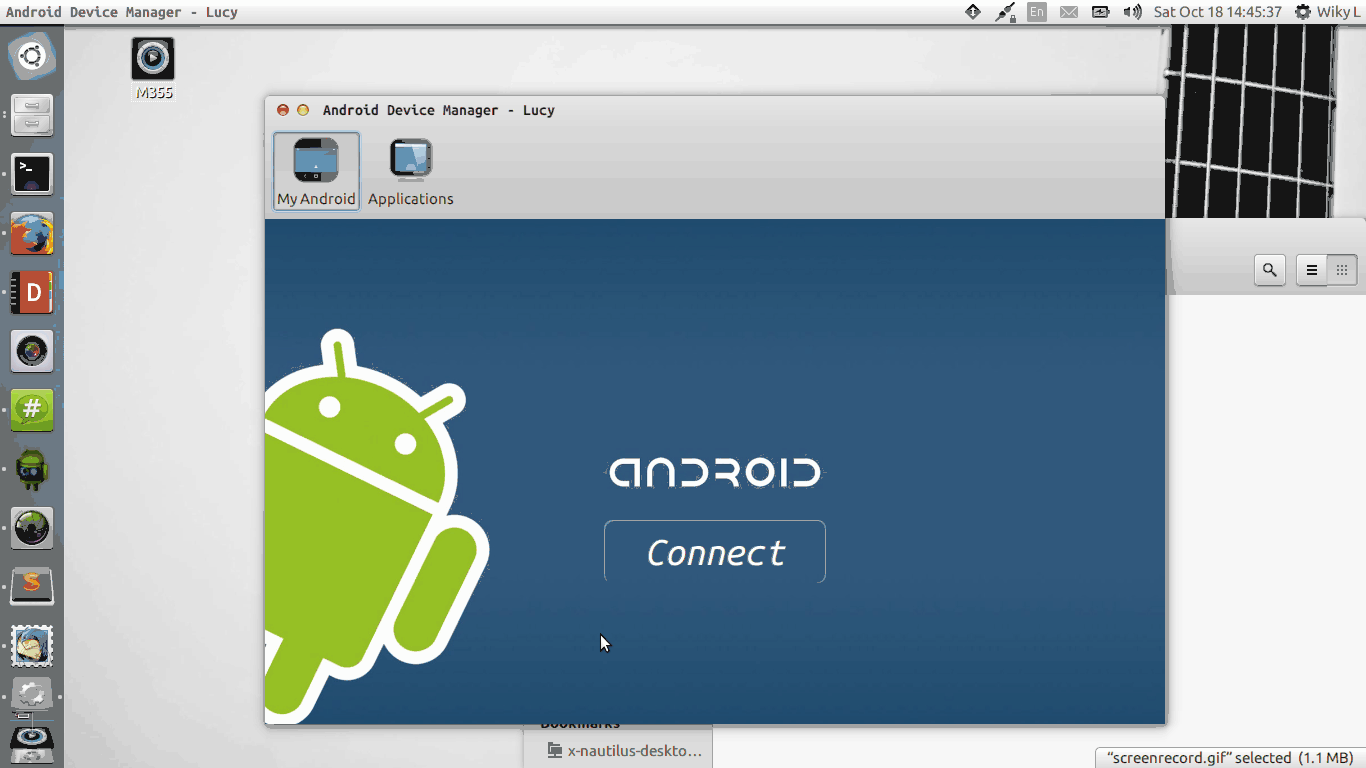 Android Device Manager - Lucy
En
Sat Oct 18 14:45:37
Wiky L
M355
Android Device Manager - Lucy
My Android
Applications
>_
D
#
S
ANDROID
Connect
Bookmarks
x-nautilus-deskto...
“screenrecord.gif” selected (1.1 MB)